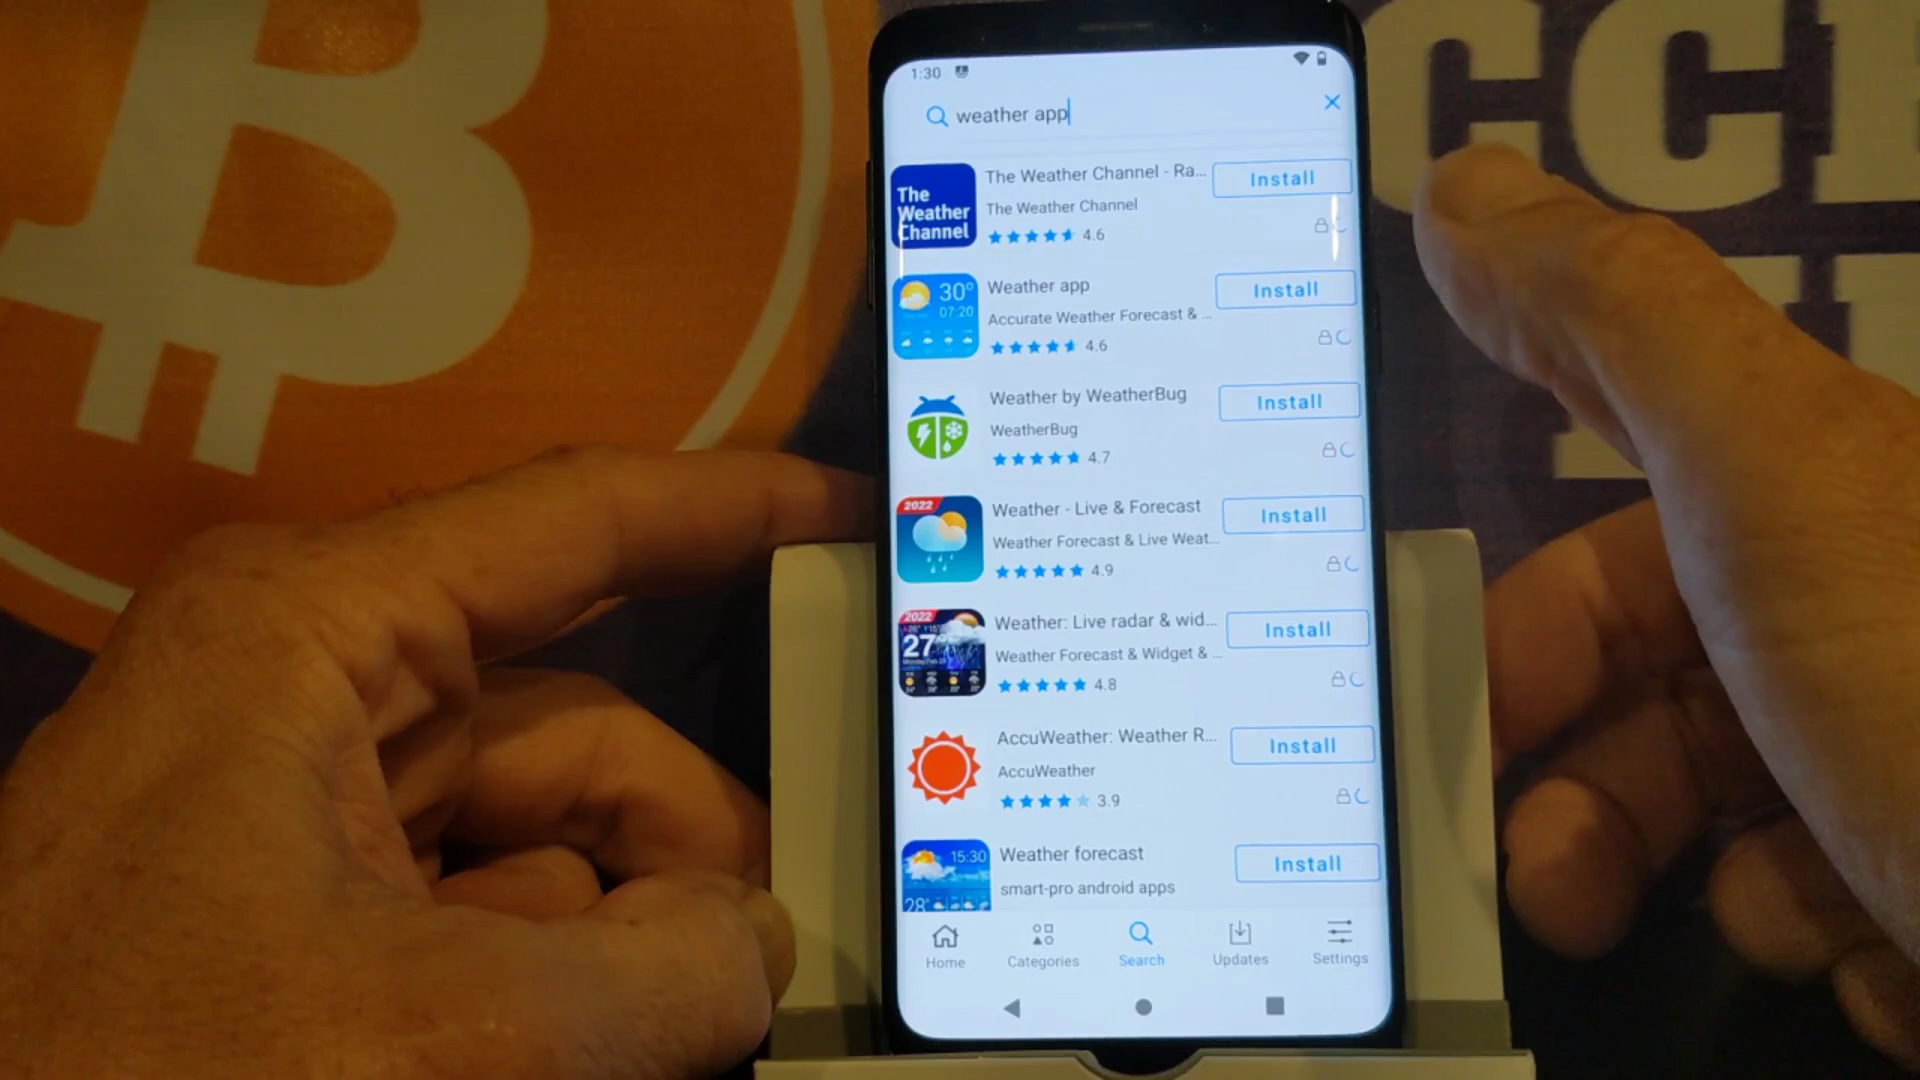 1:30
weather app
The Weather Channel
The Weather Channel - Ra...
Install
The Weather Channel
4.6
30°
07:20
Weather app
Install
Accurate Weather Forecast & ...
4.6
Weather by WeatherBug
Install
WeatherBug
4.7
2022
Weather - Live & Forecast
Install
Weather Forecast & Live Weat...
4.9
2022
27
Weather: Live radar & wid...
Install
Weather Forecast & Widget & ...
4.8
AccuWeather: Weather R...
Install
AccuWeather
3.9
15:30
28°
Weather forecast
Install
smart-pro android apps
Home
Categories
Search
Updates
Settings